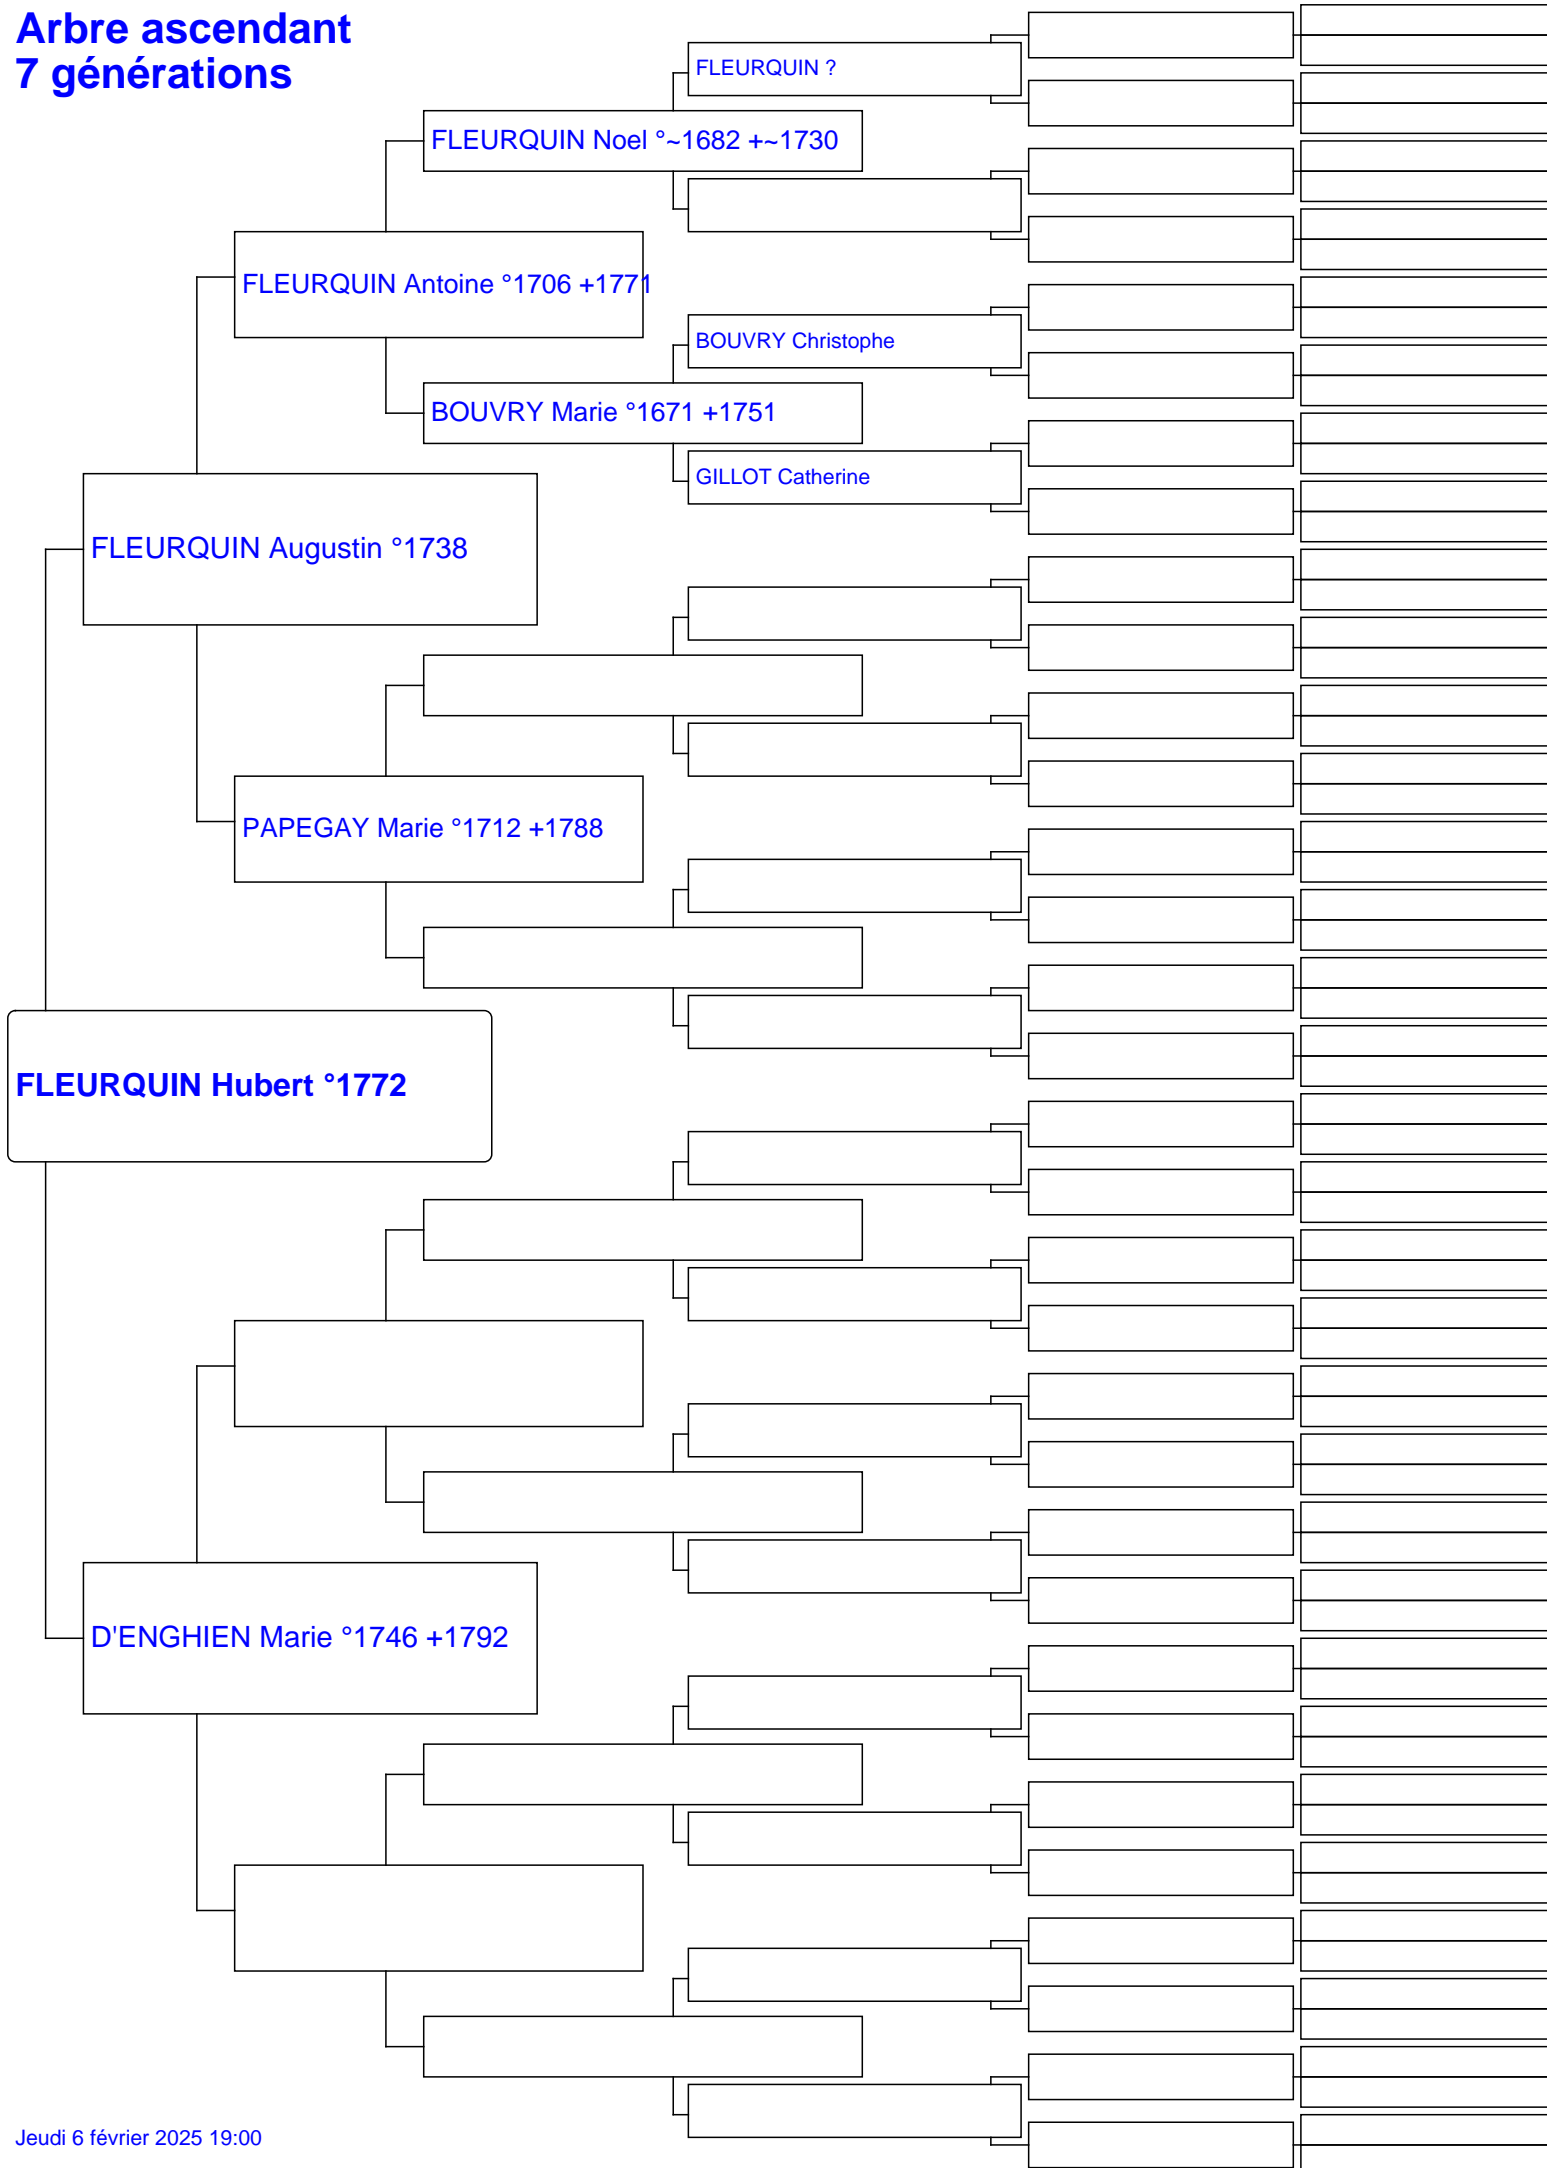 Arbre ascendant
7 générations
FLEURQUIN ?
FLEURQUIN Noel °~1682 +~1730
FLEURQUIN Antoine °1706 +1771
BOUVRY Christophe
BOUVRY Marie °1671 +1751
GILLOT Catherine
FLEURQUIN Augustin °1738
PAPEGAY Marie °1712 +1788
FLEURQUIN Hubert °1772
D'ENGHIEN Marie °1746 +1792
Jeudi 6 février 2025 19:00